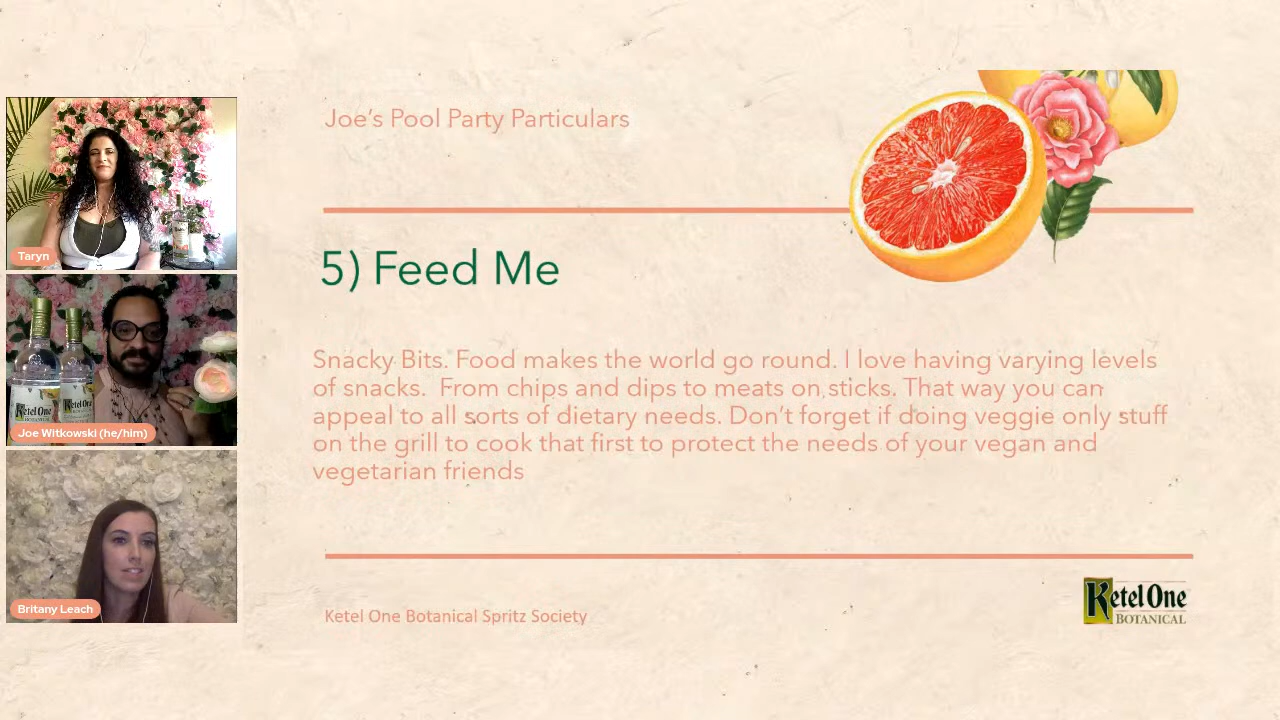 Joe's Pool Party Particulars
5) Feed Me
Snacky Bits. Food makes the world go round. I love having varying levels
of snacks.  From chips and dips to meats on sticks. That way you can
appeal to all sorts of dietary needs. Don't forget if doing veggie only stuff
on the grill to cook that first to protect the needs of your vegan and
vegetarian friends
Ketel One Botanical Spritz Society
Ketel One
BOTANICAL
Taryn
Ketel One
Ketel One
Joe Witkowski (he/him)
Britany Leach